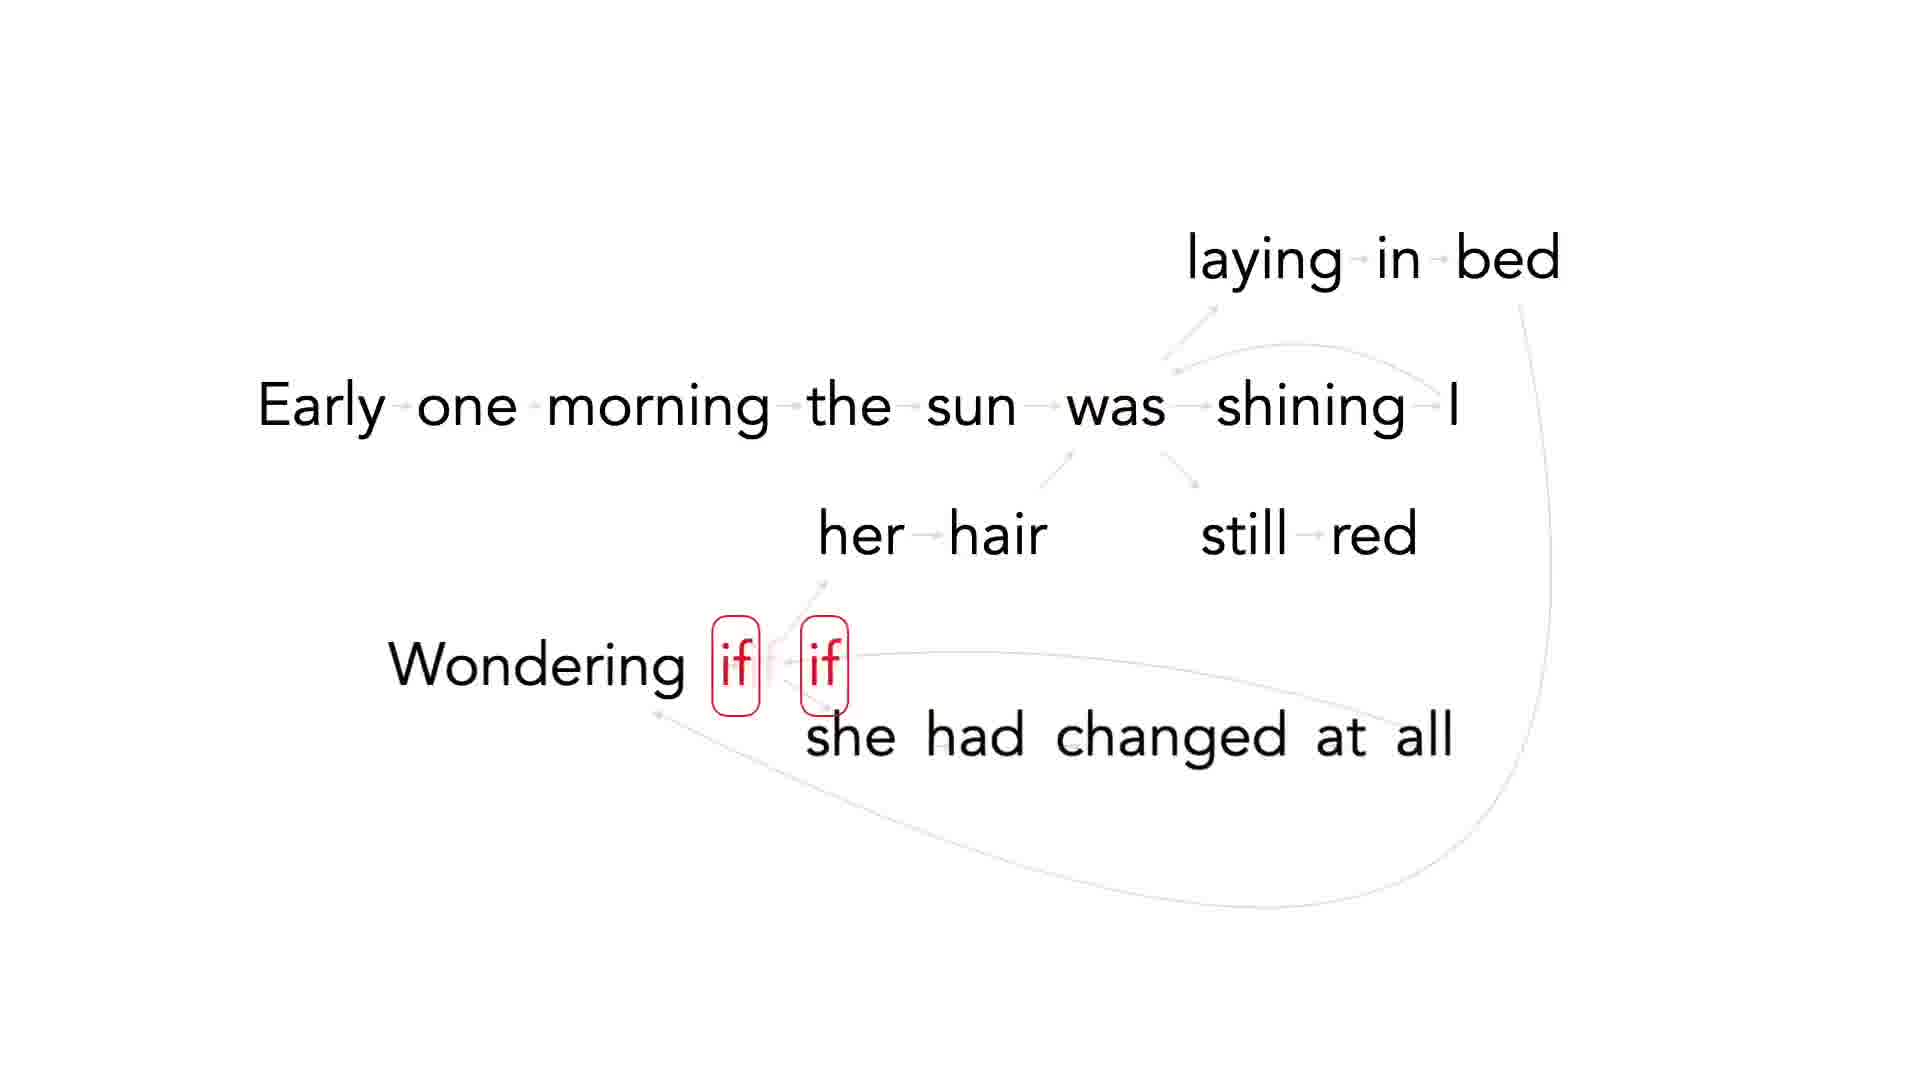 laying in bed
Early one morning the sun was shining I
her hair still red
Wondering if if
she had changed at all